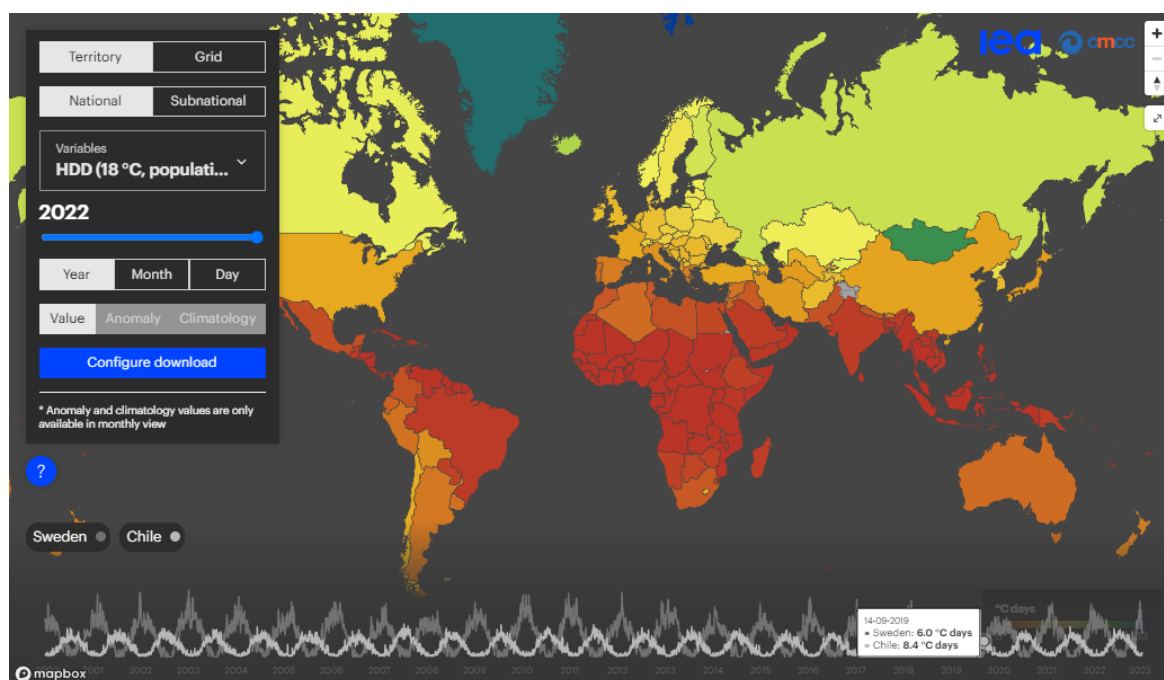 Territory
Grid
National
Subnational
Variables
HDD (18 °C, populati...
2022
Year
Month
Day
Value
Anomaly
Climatology
Configure download
* Anomaly and climatology values are only
available in monthly view
?
iea
cmcc
+
−
Sweden
Chile
°C days
14-09-2019
Sweden: 6.0 °C days
Chile: 8.4 °C days
2001 2002 2003 2004 2005 2006 2007 2008 2009 2010 2011 2012 2013 2014 2015 2016 2017 2018 2019 2020 2021 2022 2023
mapbox